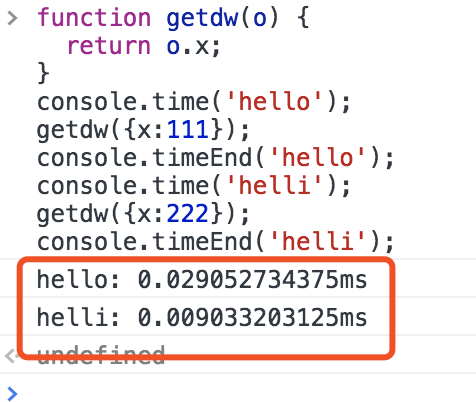 function getdw(o) {
  return o.x;
}
console.time('hello');
getdw({x:111});
console.timeEnd('hello');
console.time('helli');
getdw({x:222});
console.timeEnd('helli');
hello: 0.029052734375ms
helli: 0.009033203125ms
undefined